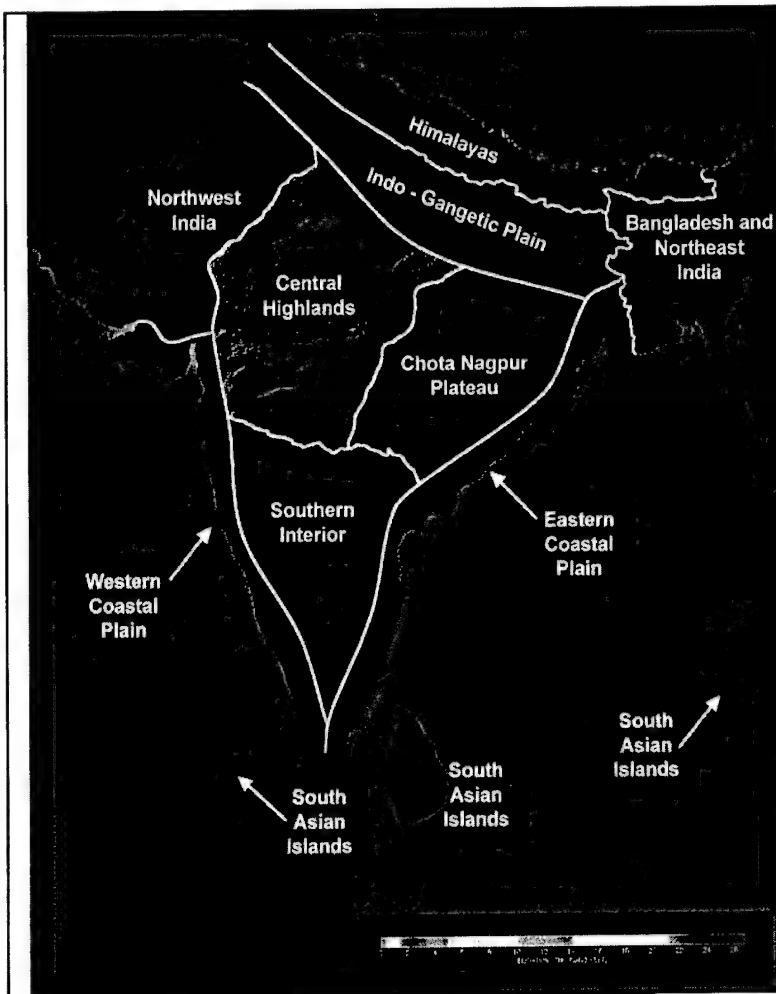 Himalayas
Indo - Gangetic Plain
Northwest
India
Bangladesh and
Northeast
India
Central
Highlands
Chota Nagpur
Plateau
Southern
Interior
Eastern
Coastal
Plain
Western
Coastal
Plain
South
Asian
Islands
South
Asian
Islands
South
Asian
Islands